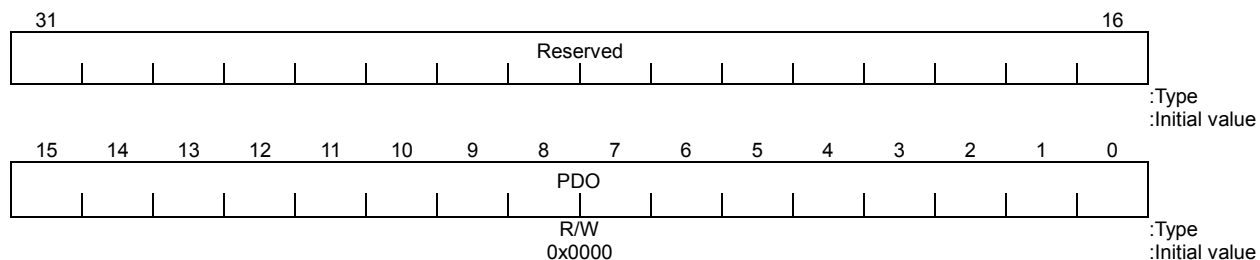 31 16
Reserved
:Type
:Initial value
15 14 13 12 11 10 9 8 7 6 5 4 3 2 1 0
PDO
R/W :Type
0x0000 :Initial value